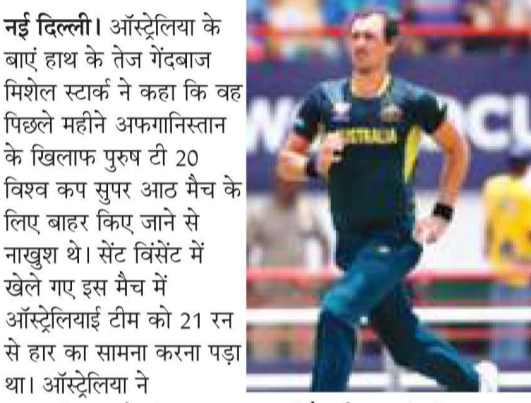 नई दिल्ली। ऑस्ट्रेलिया के
बाएं हाथ के तेज गेंदबाज
मिशेल स्टार्क ने कहा कि वह
पिछले महीने अफगानिस्तान
के खिलाफ पुरुष टी 20
विश्व कप सुपर आठ मैच के
लिए बाहर किए जाने से
नाखुश थे। सेंट विंसेंट में
खेले गए इस मैच में
ऑस्ट्रेलियाई टीम को 21 रन
से हार का सामना करना पड़ा
था। ऑस्ट्रेलिया ने
AUSTRALIA